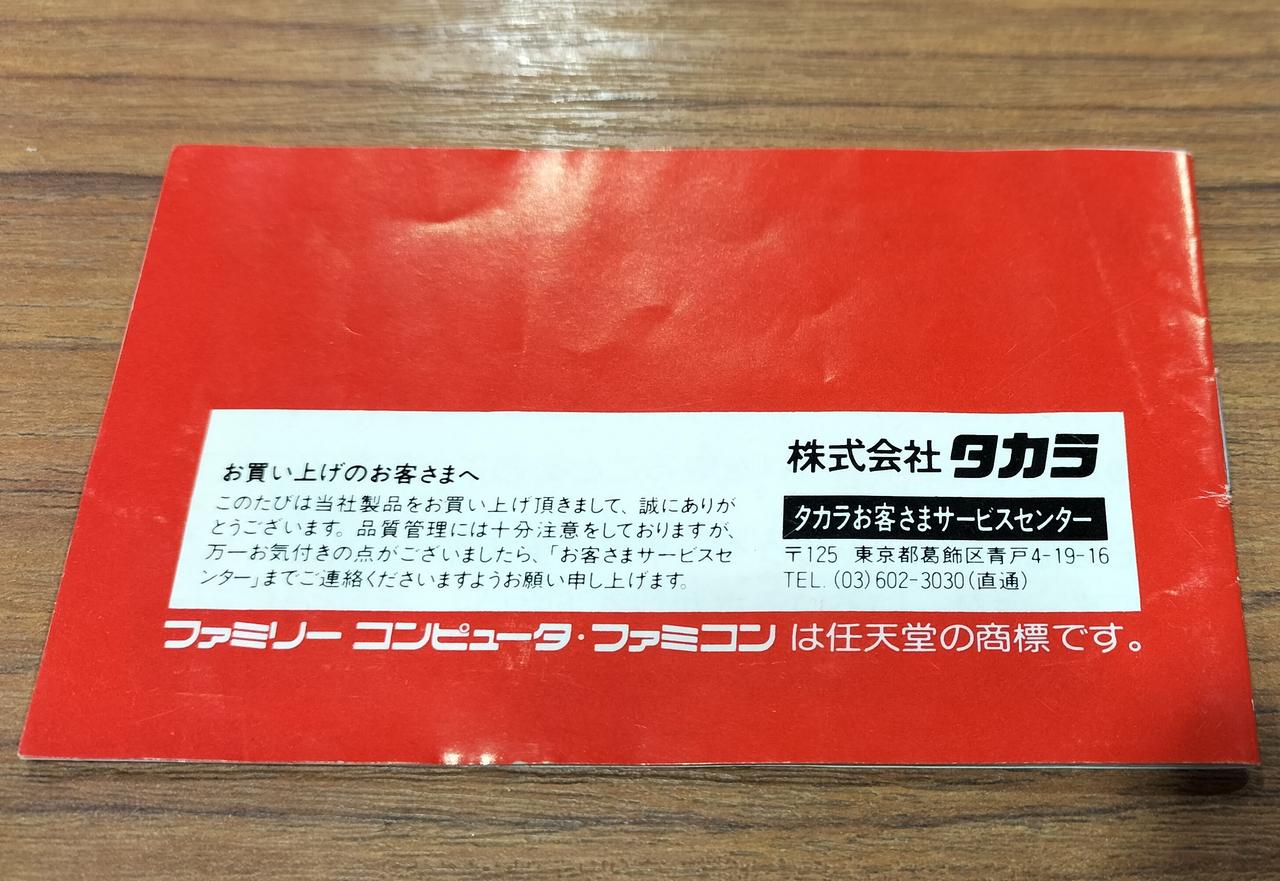 お買い上げのお客さまへ
このたびは当社製品をお買い上げ頂きまして、誠にありが
とうございます。品質管理には十分注意をしておりますが、
万一お気付きの点がございましたら、「お客さまサービスセ
ンター」までご連絡くださいますようお願い申し上げます。
株式会社 タカラ
タカラお客さまサービスセンター
〒125 東京都葛飾区青戸4-19-16
TEL. (03)602-3030(直通)
ファミリー コンピュータ・ファミコン は任天堂の商標です。